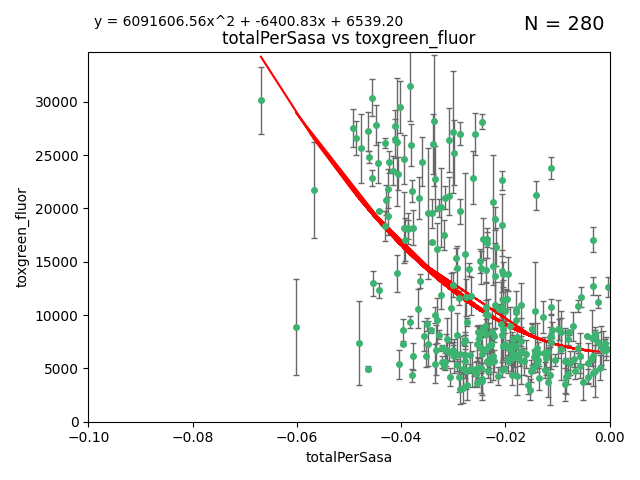 y = 6091606.56x^2 + -6400.83x + 6539.20
N = 280
totalPerSasa vs toxgreen_fluor
30000
25000
20000
15000
10000
5000
0
toxgreen_fluor
−0.10
−0.08
−0.06
−0.04
−0.02
0.00
totalPerSasa